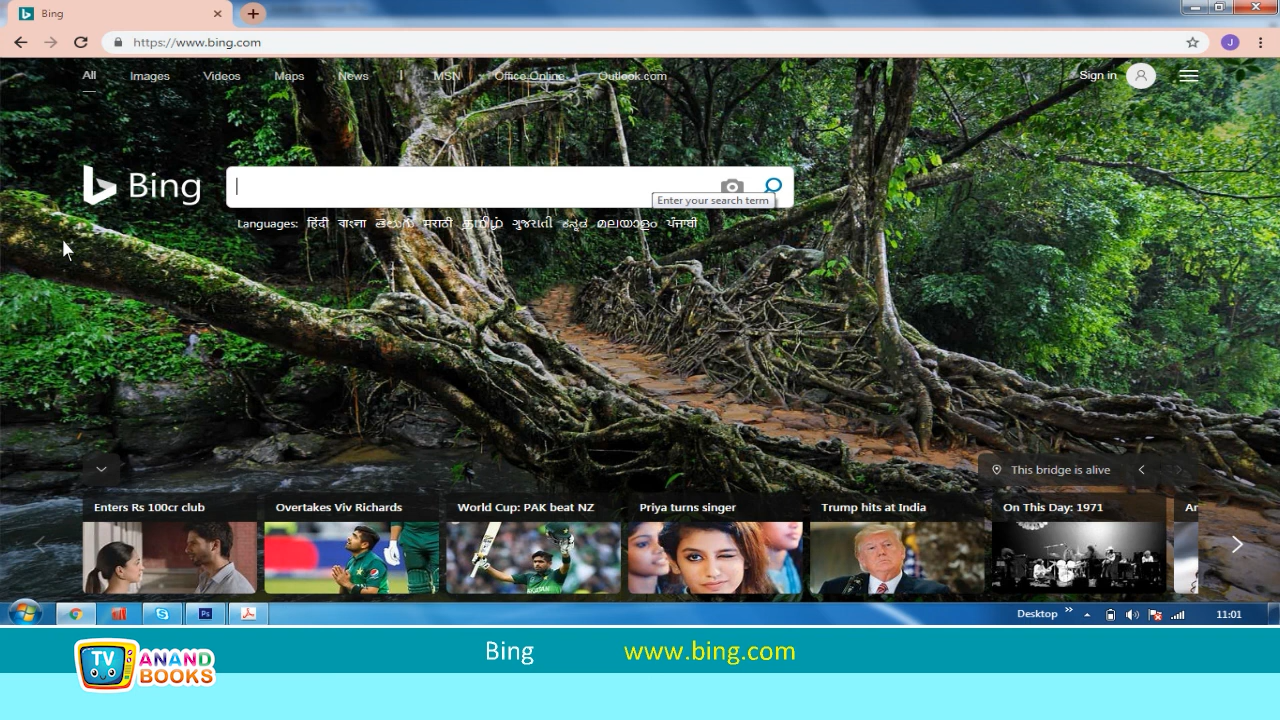 Bing
https://www.bing.com
J
All Images Videos Maps News | MSN Office Online Outlook.com Sign in
Bing
Enter your search term
Languages: हिंदी বাংলা తెలుగు मराठी தமிழ் ગુજરાતી ಕನ್ನಡ മലയാളം ਪੰਜਾਬੀ
This bridge is alive
Enters Rs 100cr club Overtakes Viv Richards World Cup: PAK beat NZ Priya turns singer Trump hits at India On This Day: 1971 Ar
Ps Desktop 11:01
Bing www.bing.com
TV ANAND
BOOKS